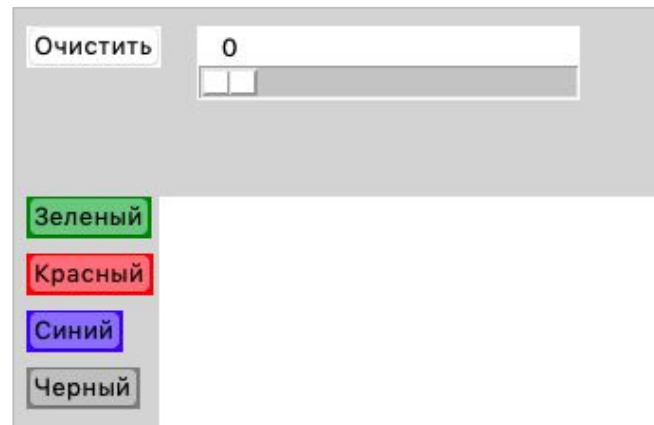 Очистить
0
Зеленый
Красный
Синий
Черный